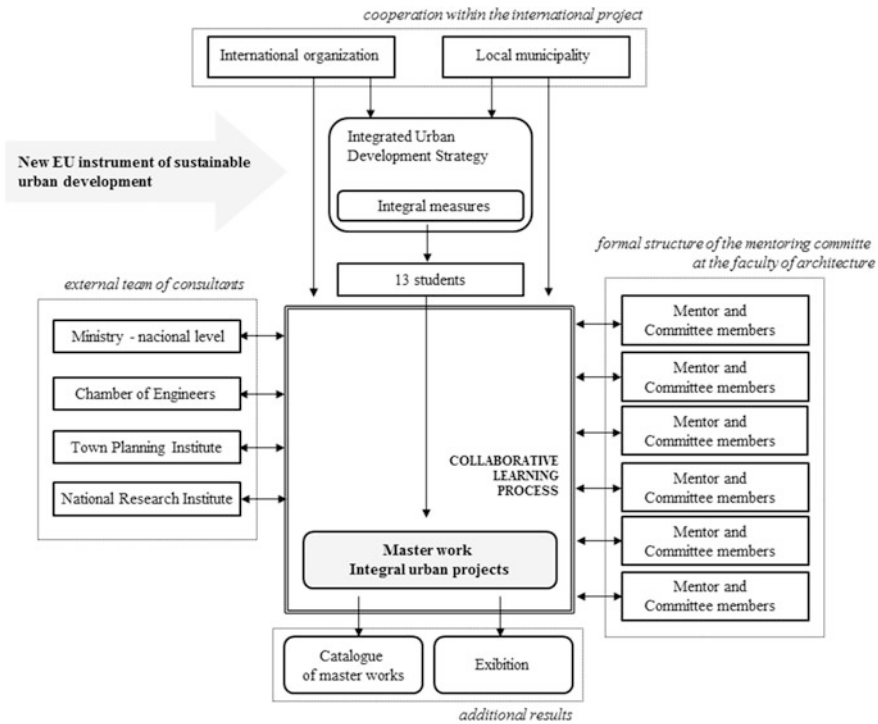 cooperation within the international project
International organization
Local municipality
New EU instrument of sustainable
urban development
Integrated Urban
Development Strategy
Integral measures
13 students
external team of consultants
Ministry - nacional level
Chamber of Engineers
Town Planning Institute
National Research Institute
formal structure of the mentoring committe
at the faculty of architecture
Mentor and
Committee members
Mentor and
Committee members
Mentor and
Committee members
Mentor and
Committee members
Mentor and
Committee members
Mentor and
Committee members
COLLABORATIVE
LEARNING
PROCESS
Master work
Integral urban projects
Catalogue
of master works
Exibition
additional results